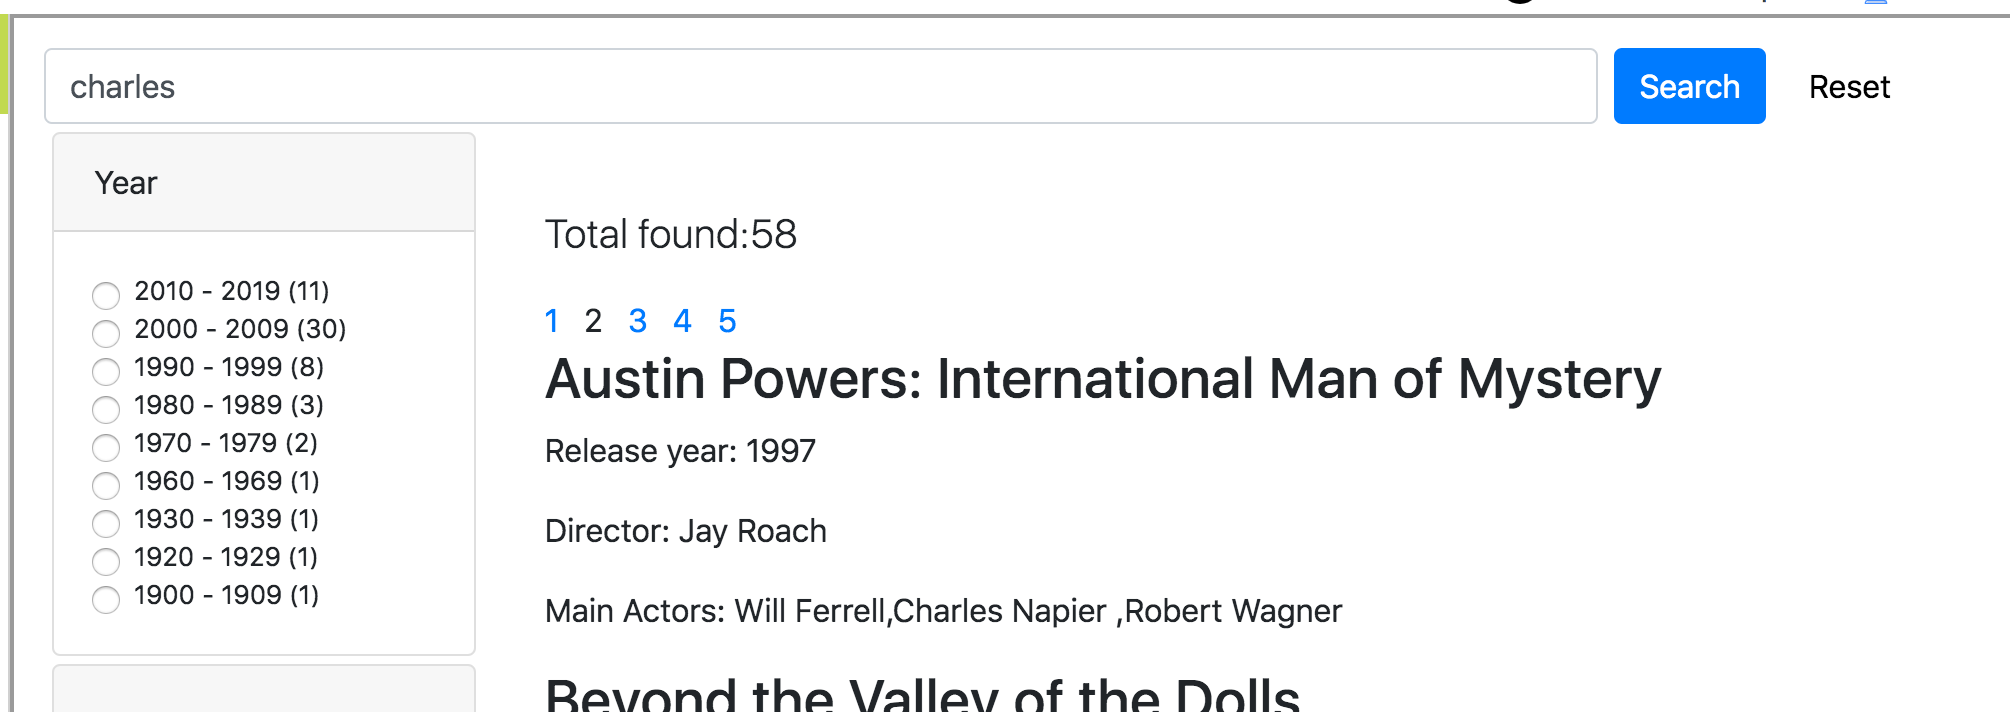 charles
Search
Reset
Year
2010 - 2019 (11)
2000 - 2009 (30)
1990 - 1999 (8)
1980 - 1989 (3)
1970 - 1979 (2)
1960 - 1969 (1)
1930 - 1939 (1)
1920 - 1929 (1)
1900 - 1909 (1)
Total found:58
1 2 3 4 5
Austin Powers: International Man of Mystery
Release year: 1997
Director: Jay Roach
Main Actors: Will Ferrell,Charles Napier ,Robert Wagner
Beyond the Valley of the Dolls